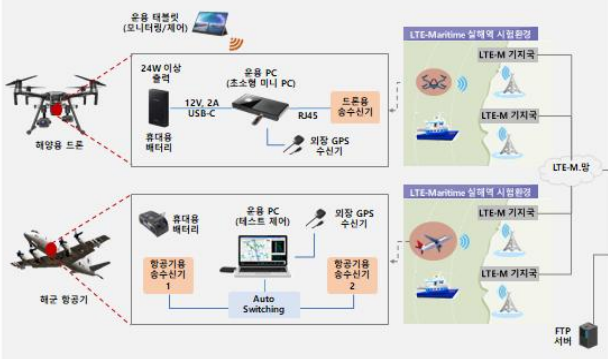 운용 태블릿
(모니터링/제어)
LTE-Maritime 실해역 시험환경
24W 이상
출력
운용 PC
(초소형 미니 PC)
LTE-M 기지국
12V, 2A
USB-C
RJ45
드론용
송수신기
LTE-M 기지국
해양용 드론
휴대용
배터리
외장 GPS
수신기
LTE-M.망
LTE-Maritime 실해역 시험환경
휴대용
배터리
운용 PC
(테스트 제어)
외장 GPS
수신기
LTE-M 기지국
항공기용
송수신기
1
항공기용
송수신기
2
LTE-M 기지국
해군 항공기
Auto
Switching
FTP
서버